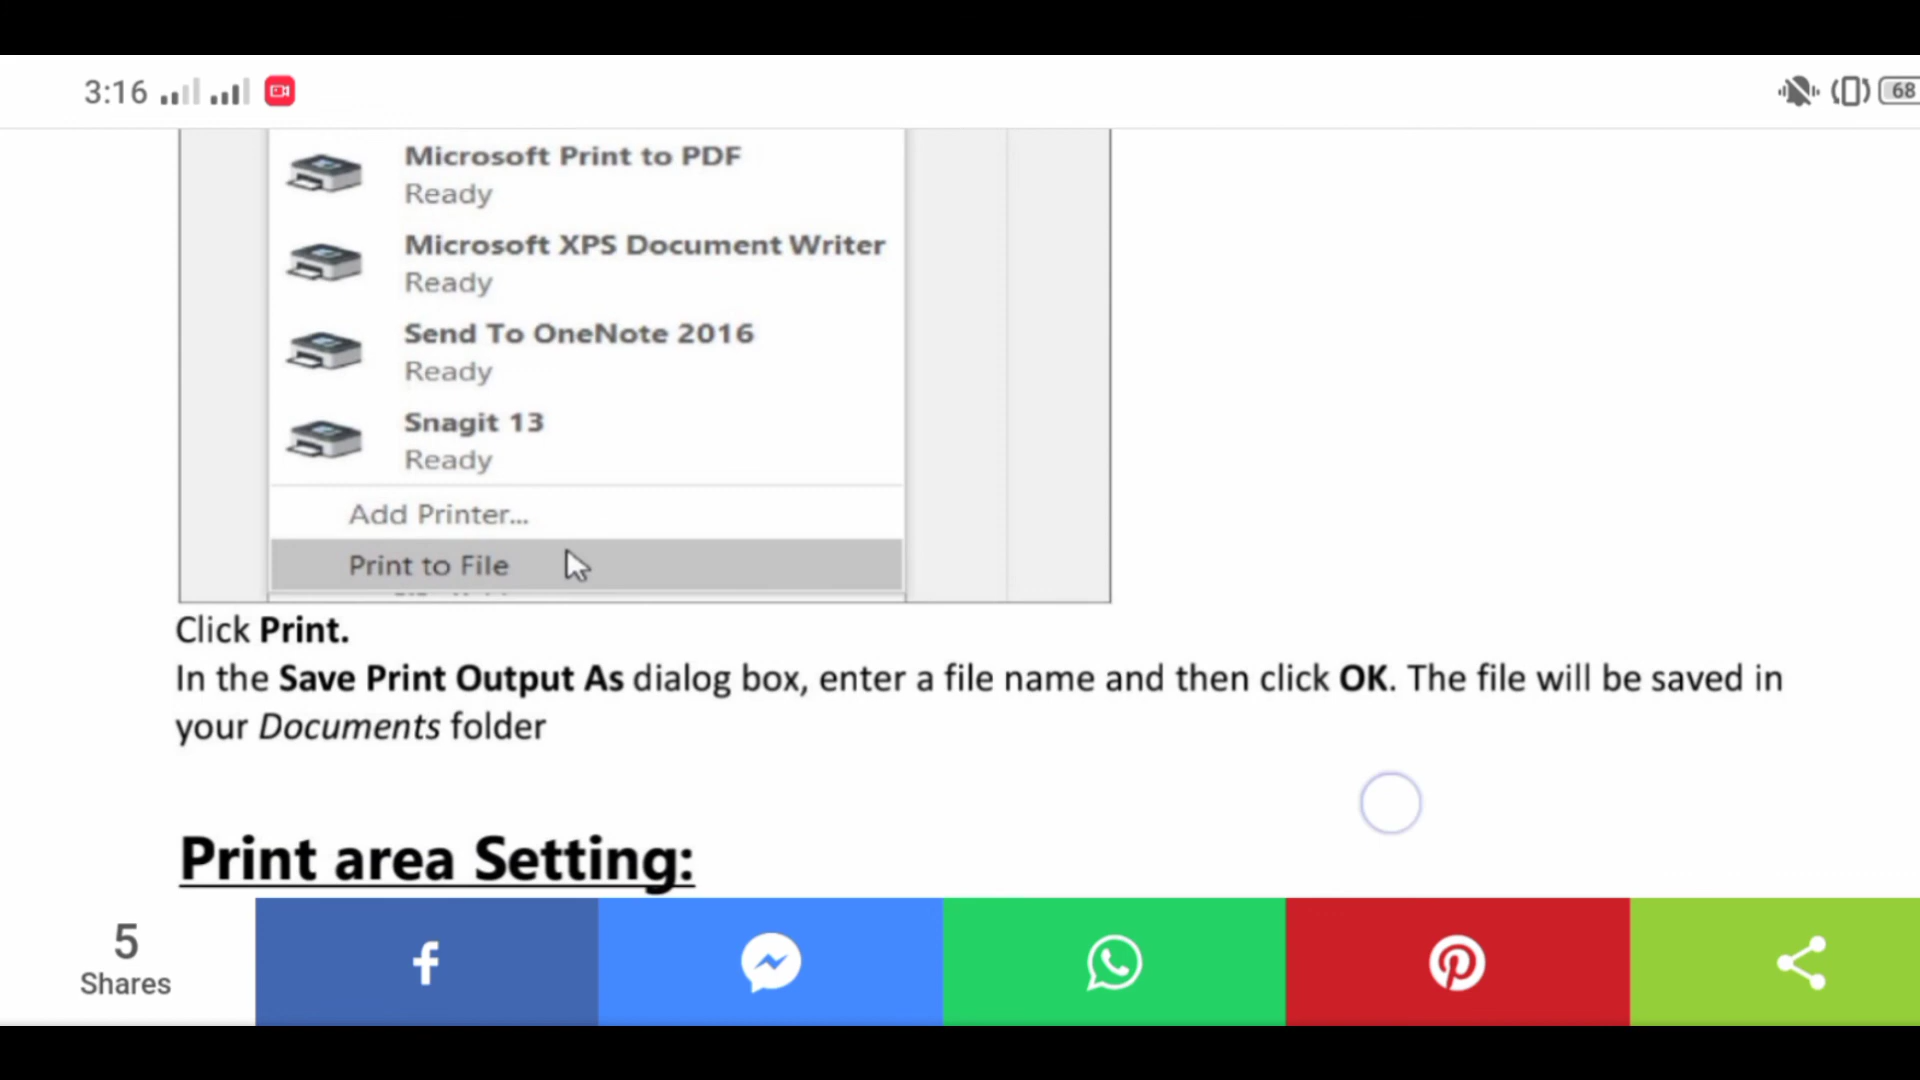 3:16
68
Microsoft Print to PDF
Ready
Microsoft XPS Document Writer
Ready
Send To OneNote 2016
Ready
Snagit 13
Ready
Add Printer...
Print to File
Click Print.
In the Save Print Output As dialog box, enter a file name and then click OK. The file will be saved in
your Documents folder
Print area Setting:
5
Shares